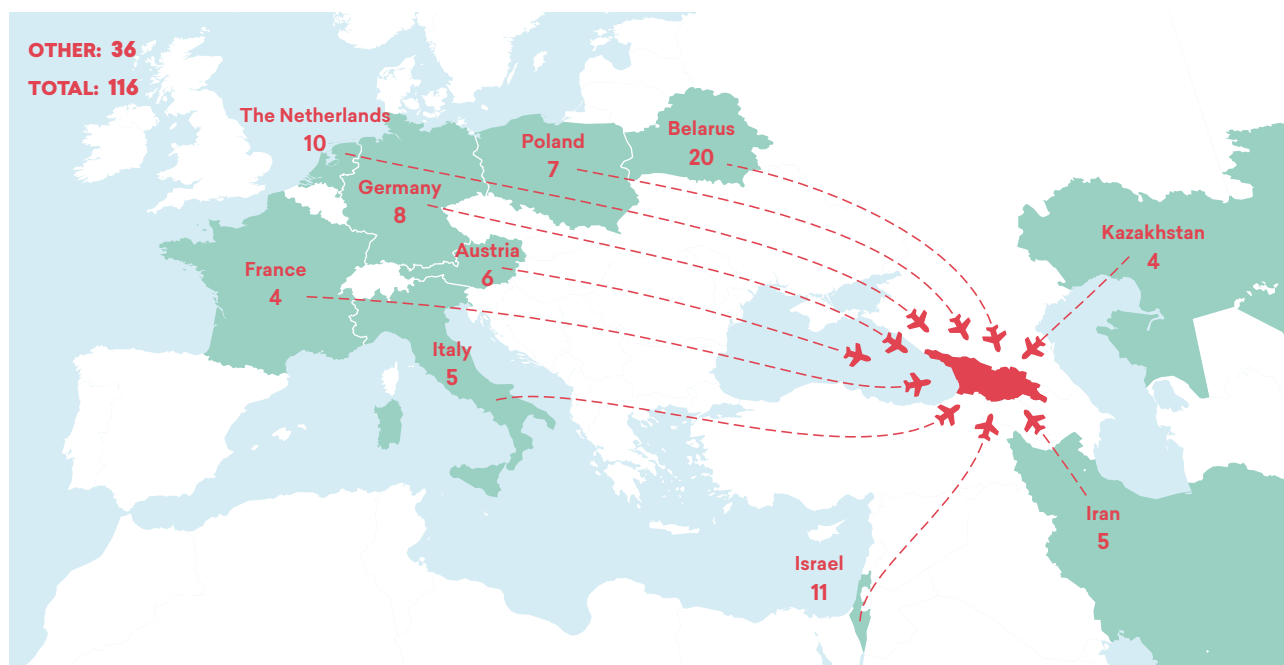 OTHER: 36
TOTAL: 116
The Netherlands
10
Poland
7
Belarus
20
Germany
8
Austria
6
France
4
Italy
5
Kazakhstan
4
Iran
5
Israel
11